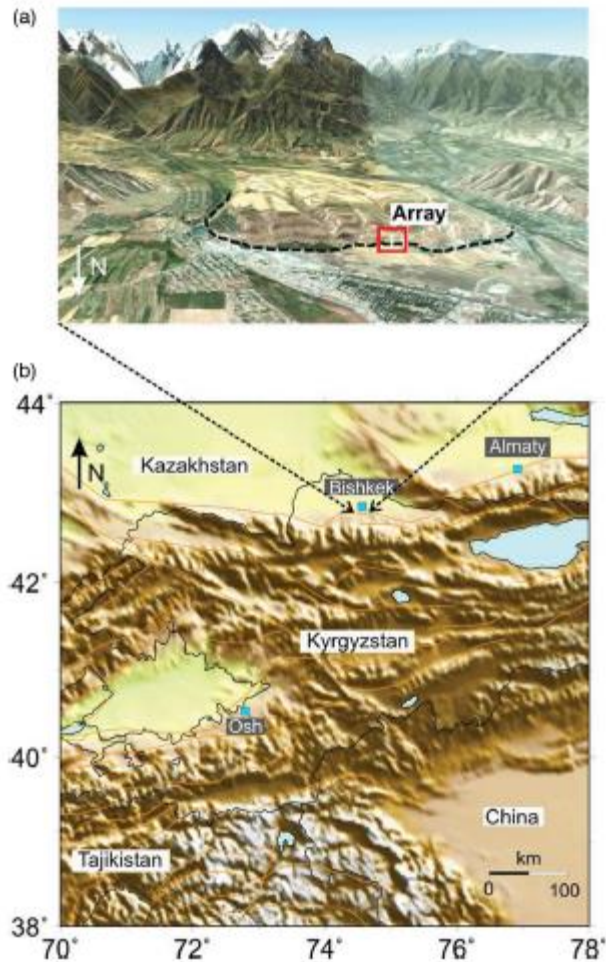 (a)
Array
N
(b)
44˚
42˚
40˚
38˚
70˚ 72˚ 74˚ 76˚ 78˚
N
Kazakhstan
Almaty
Bishkek
Kyrgyzstan
Osh
China
Tajikistan
km
0 100